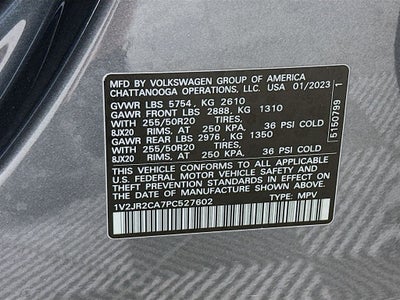 MFD BY VOLKSWAGEN GROUP OF AMERICA
CHATTANOOGA OPERATIONS, LLC. USA 01/2023
GVWR LBS 5754, KG 2610
GAWR FRONT LBS 2888, KG 1310
WITH 255/50R20 TIRES,
8JX20 RIMS, AT 250 KPA. 36 PSI COLD
GAWR REAR LBS 2976, KG 1350
WITH 255/50R20 TIRES,
8JX20 RIMS, AT 250 KPA. 36 PSI COLD
THIS VEHICLE CONFORMS TO ALL APPLICABLE
U.S. FEDERAL MOTOR VEHICLE SAFETY STANDARDS IN EFFECT ON
THE DATE OF MANUFACTURE SHOWN ABOVE.
1V2JR2CA7PC527602 TYPE: MPV
5150799 1